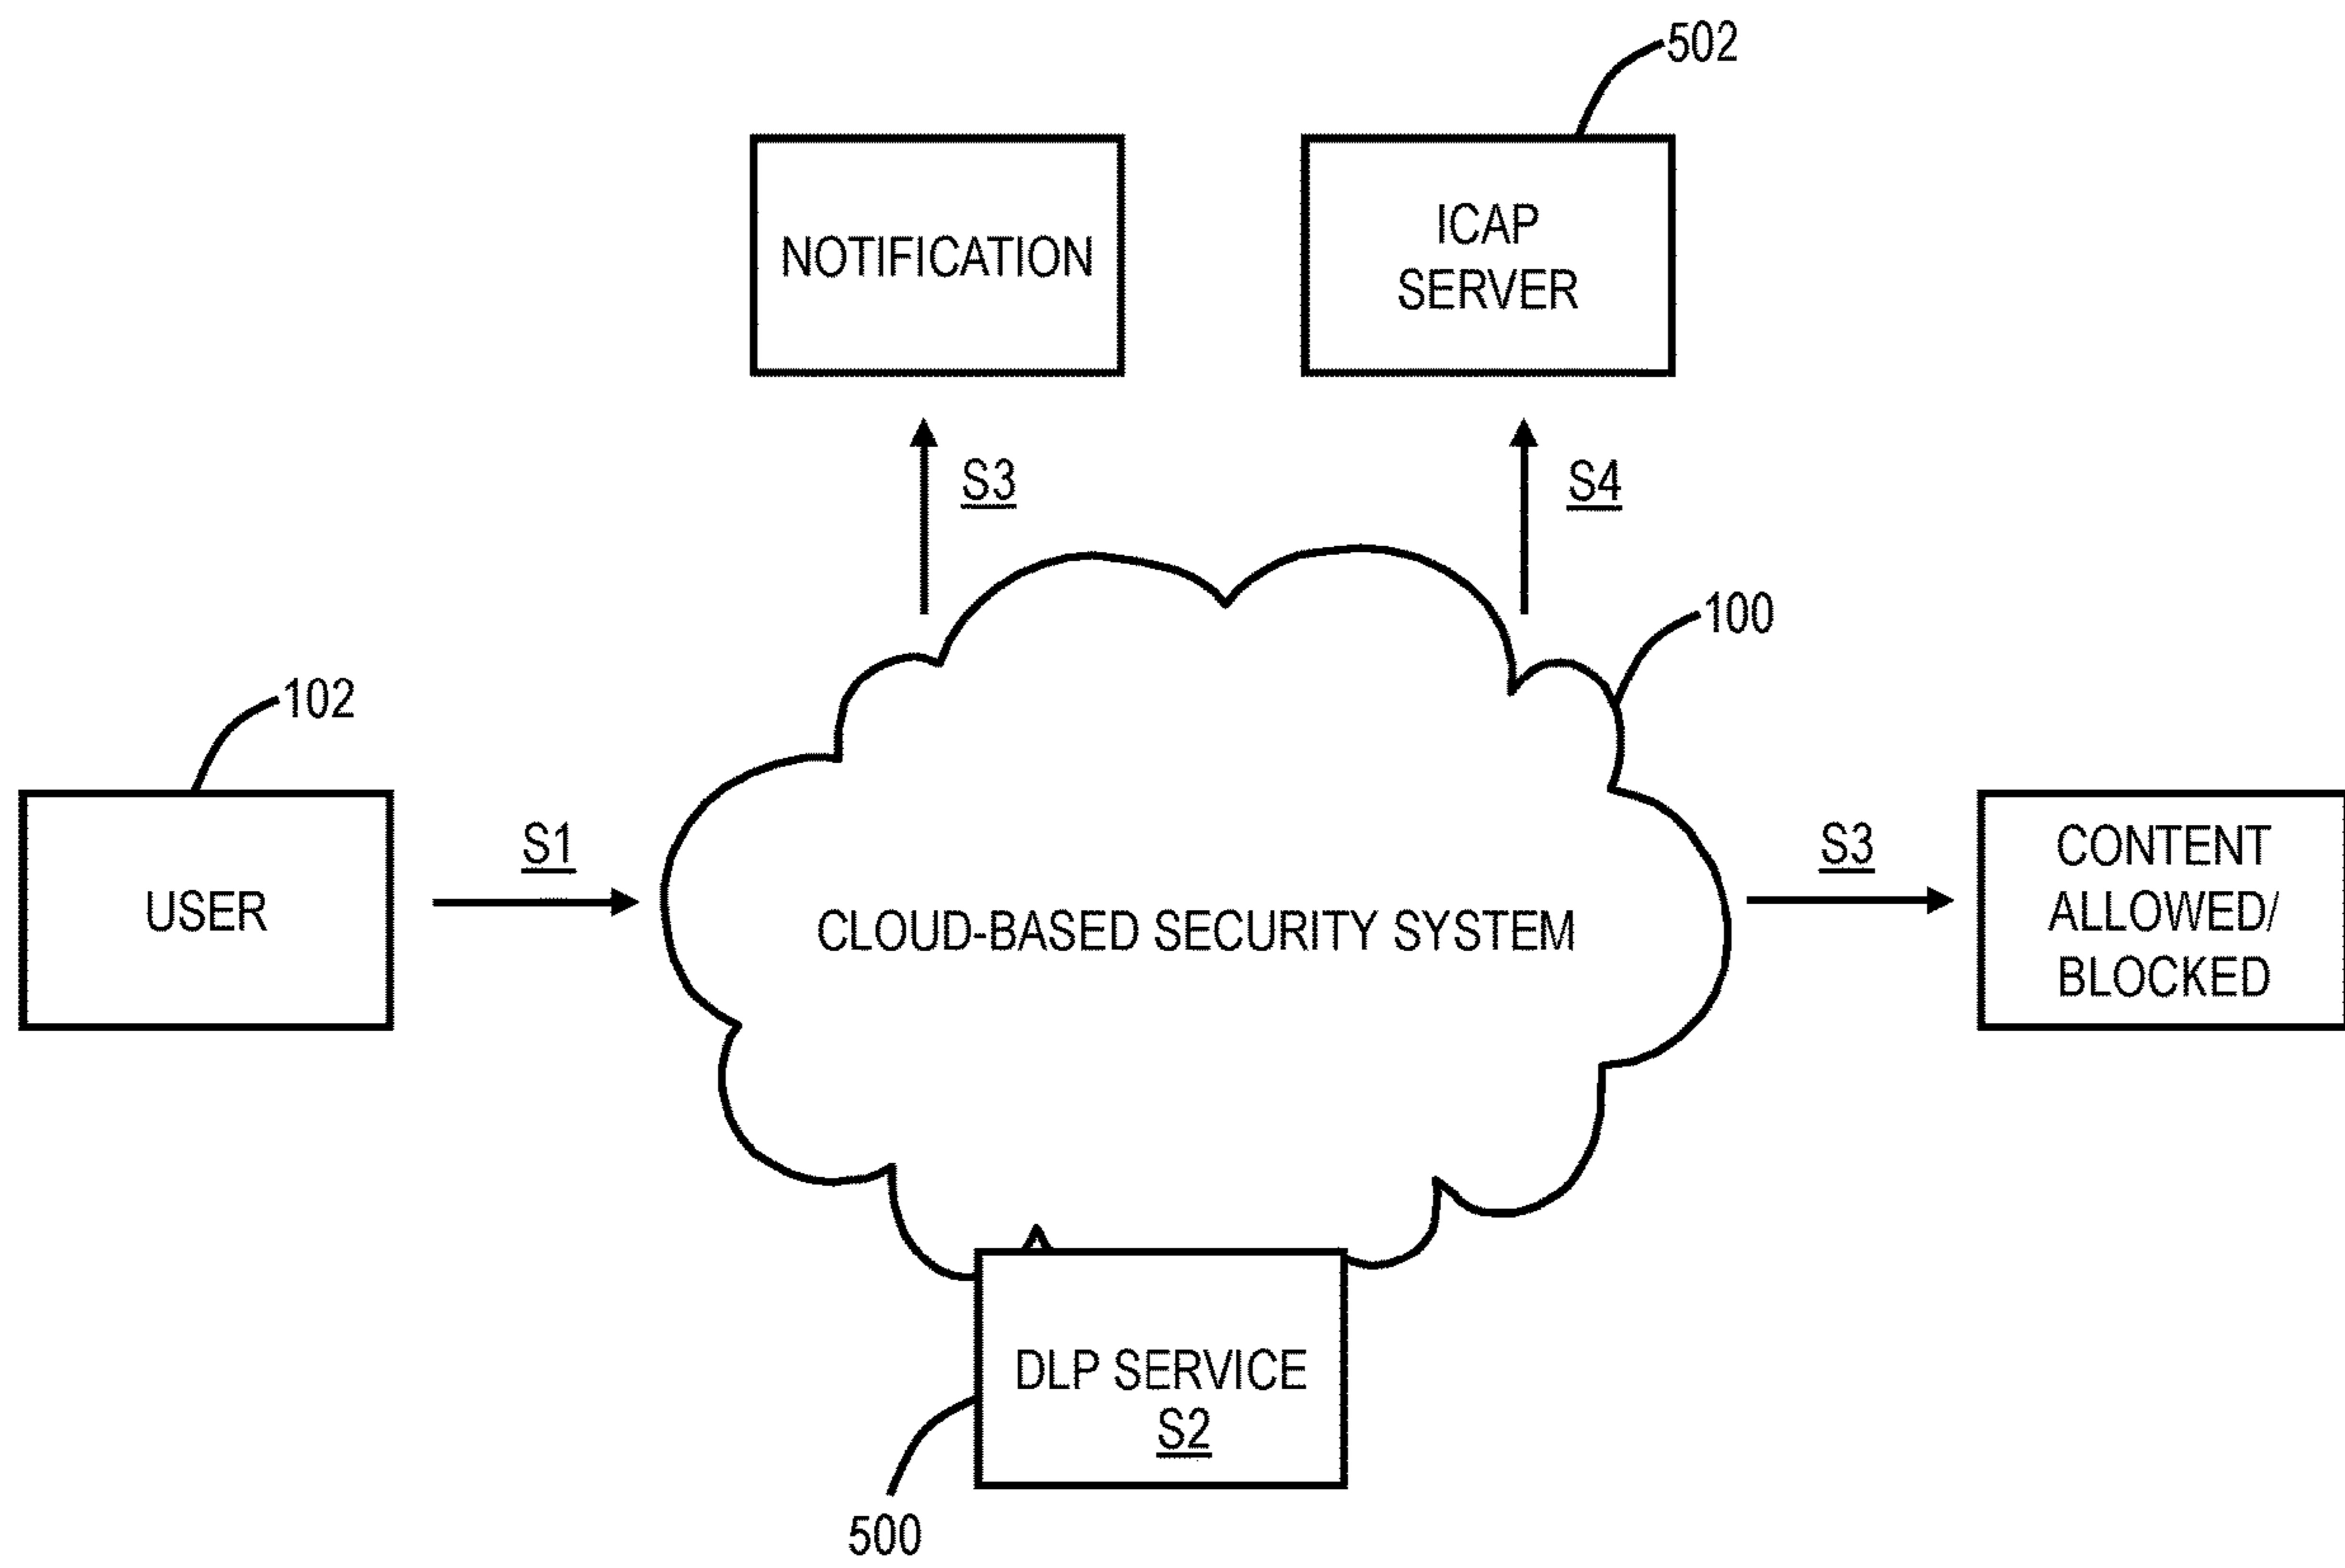 502
NOTIFICATION
ICAP
SERVER
S3
S4
100
102
USER
S1
CLOUD-BASED SECURITY SYSTEM
S3
CONTENT
ALLOWED/
BLOCKED
DLP SERVICE
S2
500